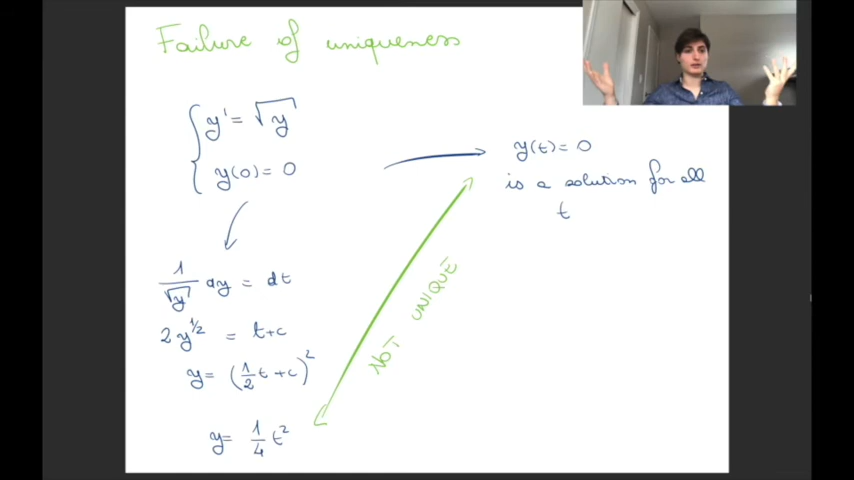 Failure of uniqueness
y' = √y
y(0) = 0
y(t) = 0
is a solution for all
t
1/√y dy = dt
2y^1/2 = t+c
y = (1/2 t + c)^2
y = 1/4 t^2
NOT UNIQUE